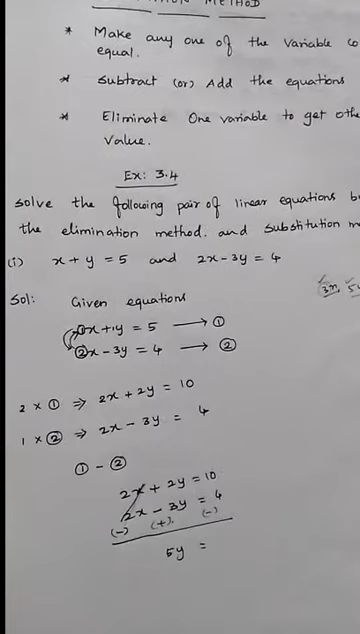 METHOD
* Make any one of the Variable co
equal.
* Subtract (or) Add the equations
* Eliminate One variable to get othe
Value.
Ex: 3.4
Solve the following pair of linear equations b
the elimination method. and Substitution m
(i) x + y = 5 and 2x - 3y = 4
Sol: Given equations
x + 1y = 5 → ①
②x - 3y = 4 → ②
2 × ① ⇒ 2x + 2y = 10
1 × ② ⇒ 2x - 3y = 4
① - ②
2x + 2y = 10
2x - 3y = 4
(-) (+) (-)
5y =